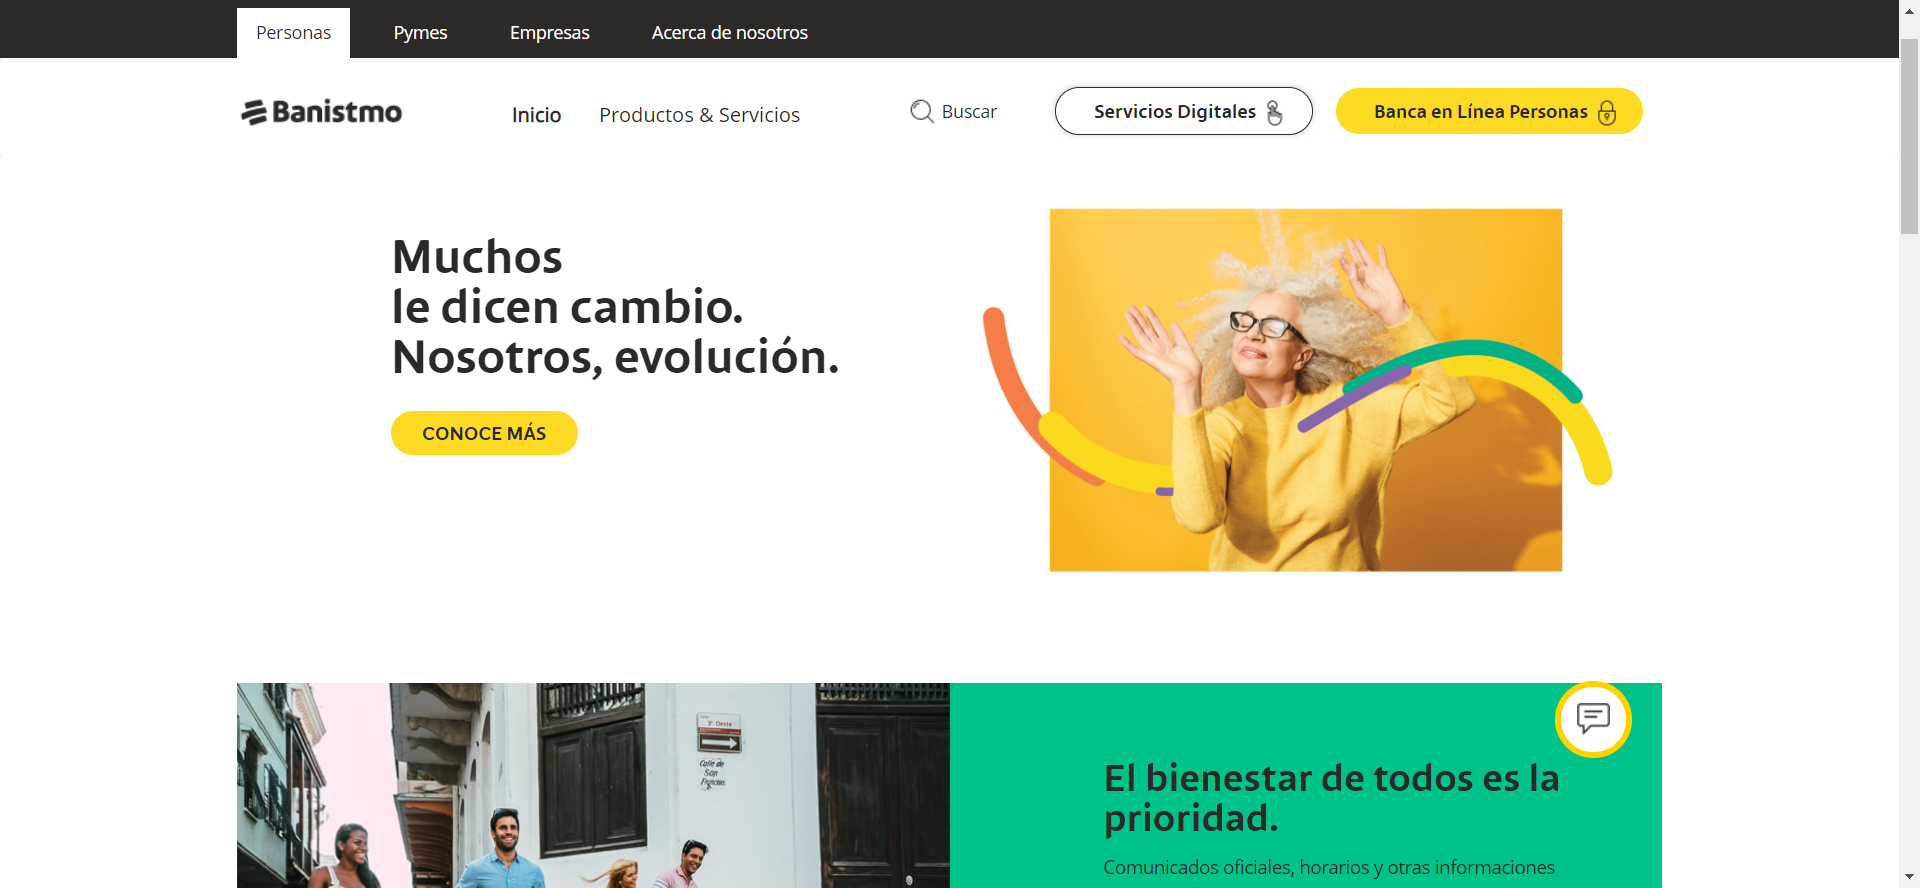 Personas Pymes Empresas Acerca de nosotros
Banistmo Inicio Productos & Servicios Buscar Servicios Digitales Banca en Línea Personas
Muchos
le dicen cambio.
Nosotros, evolución.
CONOCE MÁS
Calle
1ª Oeste
Calle de
San
El bienestar de todos es la
prioridad.
Comunicados oficiales, horarios y otras informaciones